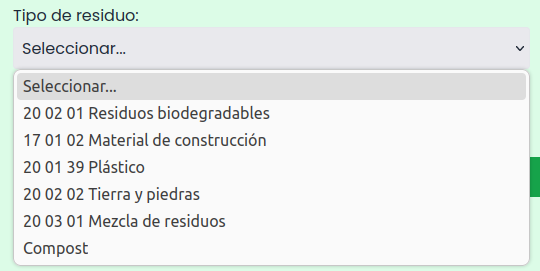 Tipo de residuo:
Seleccionar...
Seleccionar...
20 02 01 Residuos biodegradables
17 01 02 Material de construcción
20 01 39 Plástico
20 02 02 Tierra y piedras
20 03 01 Mezcla de residuos
Compost